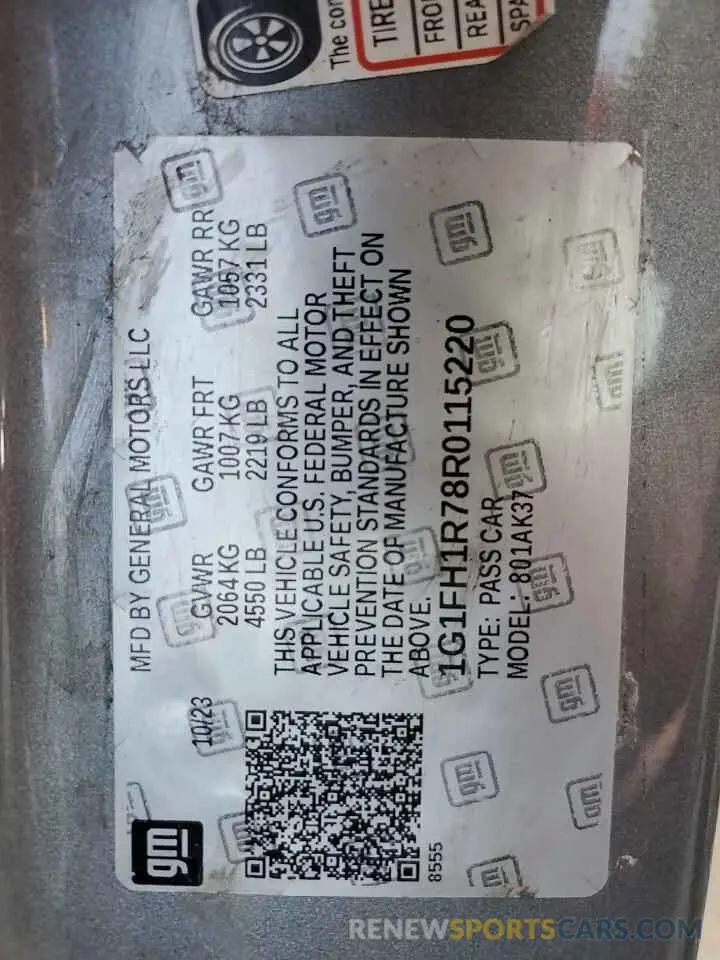 The con
TIRE
FRO
REA
SPA
gm
MFD BY GENERAL MOTORS LLC
10/23
GVWR GAWR FRT GAWR RR
2064 KG 1007 KG 1057 KG
4550 LB 2219 LB 2331 LB
THIS VEHICLE CONFORMS TO ALL
APPLICABLE U.S. FEDERAL MOTOR
VEHICLE SAFETY, BUMPER, AND THEFT
PREVENTION STANDARDS IN EFFECT ON
THE DATE OF MANUFACTURE SHOWN
ABOVE.
1G1FH1R78R0115220
TYPE: PASS CAR
MODEL: 801AK37
8555
RENEWSPORTSCARS.COM